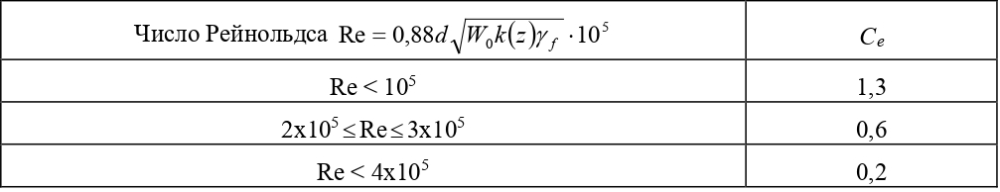 Число Рейнольдса Re = 0,88d√W₀k(z)γ_f · 10⁵ Cₑ
Re < 10⁵ 1,3
2x10⁵ ≤ Re ≤ 3x10⁵ 0,6
Re < 4x10⁵ 0,2